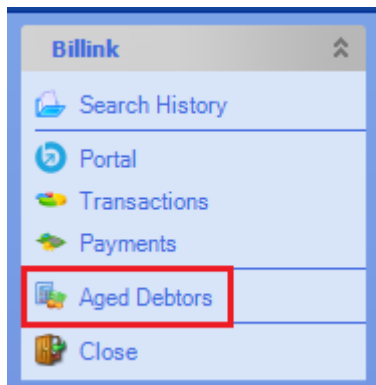 Billink
Search History
Portal
Transactions
Payments
Aged Debtors
Close